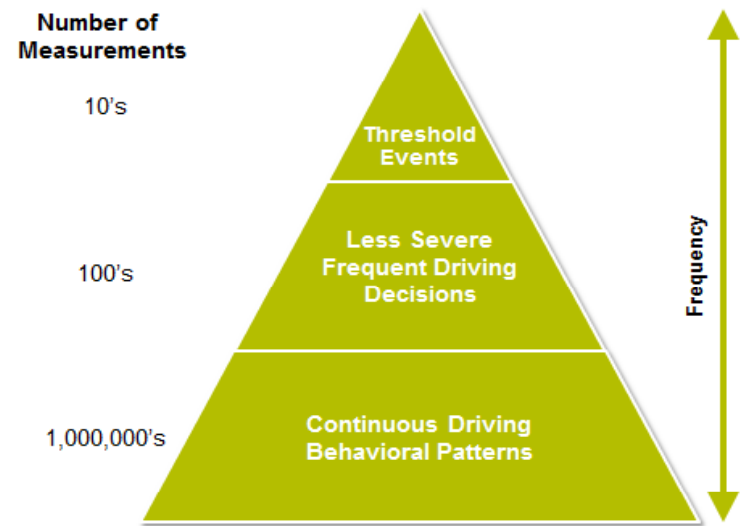 Number of
Measurements
10's
Threshold
Events
100's
Less Severe
Frequent Driving
Decisions
Frequency
1,000,000's
Continuous Driving
Behavioral Patterns